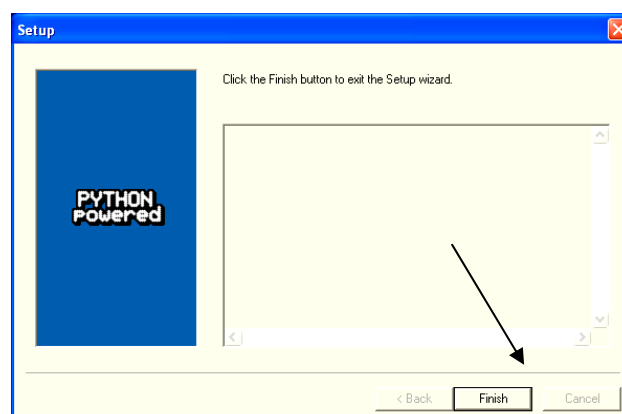 Setup
Click the Finish button to exit the Setup wizard.
PYTHON
Powered
< Back
Finish
Cancel